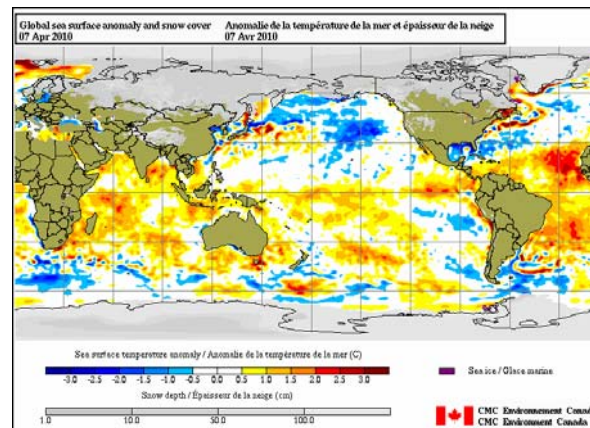 Global sea surface anomaly and snow cover
07 Apr 2010
Anomalie de la température de la mer et épaisseur de la neige
07 Avr 2010
Sea surface temperature anomaly / Anomalie de la température de la mer (C)
-3.0 -2.5 -2.0 -1.5 -1.0 -0.5 0.5 1.0 1.5 2.0 2.5 3.0
Snow depth / Épaisseur de la neige (cm)
1.0 10.0 50.0 100.0
Sea ice / Glace marine
CMC Environnement Canada
CMC Environment Canada